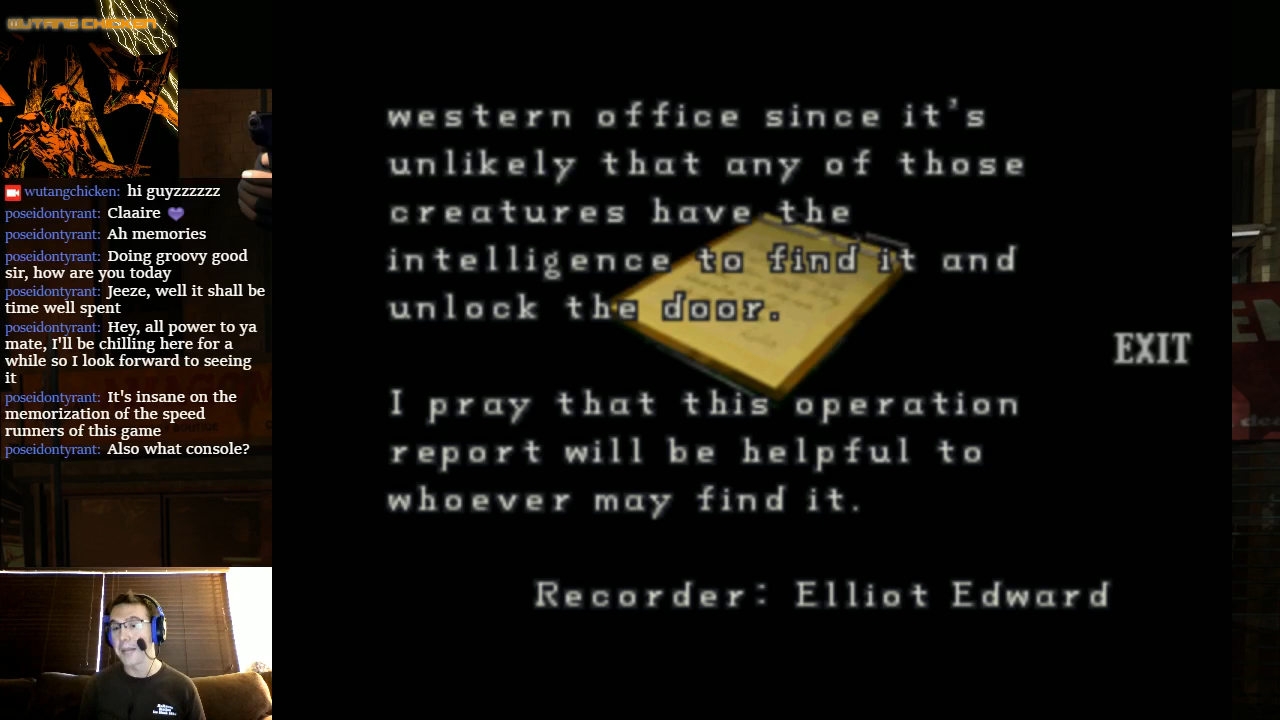 WUTANG CHICKEN
wutangchicken: hi guyzzzzzz
poseidontyrant: Claaire
poseidontyrant: Ah memories
poseidontyrant: Doing groovy good
sir, how are you today
poseidontyrant: Jeeze, well it shall be
time well spent
poseidontyrant: Hey, all power to ya
mate, I'll be chilling here for a
while so I look forward to seeing
it
poseidontyrant: It's insane on the
memorization of the speed
runners of this game
poseidontyrant: Also what console?
western office since it's
unlikely that any of those
creatures have the
intelligence to find it and
unlock the door.
EXIT
I pray that this operation
report will be helpful to
whoever may find it.
Recorder: Elliot Edward